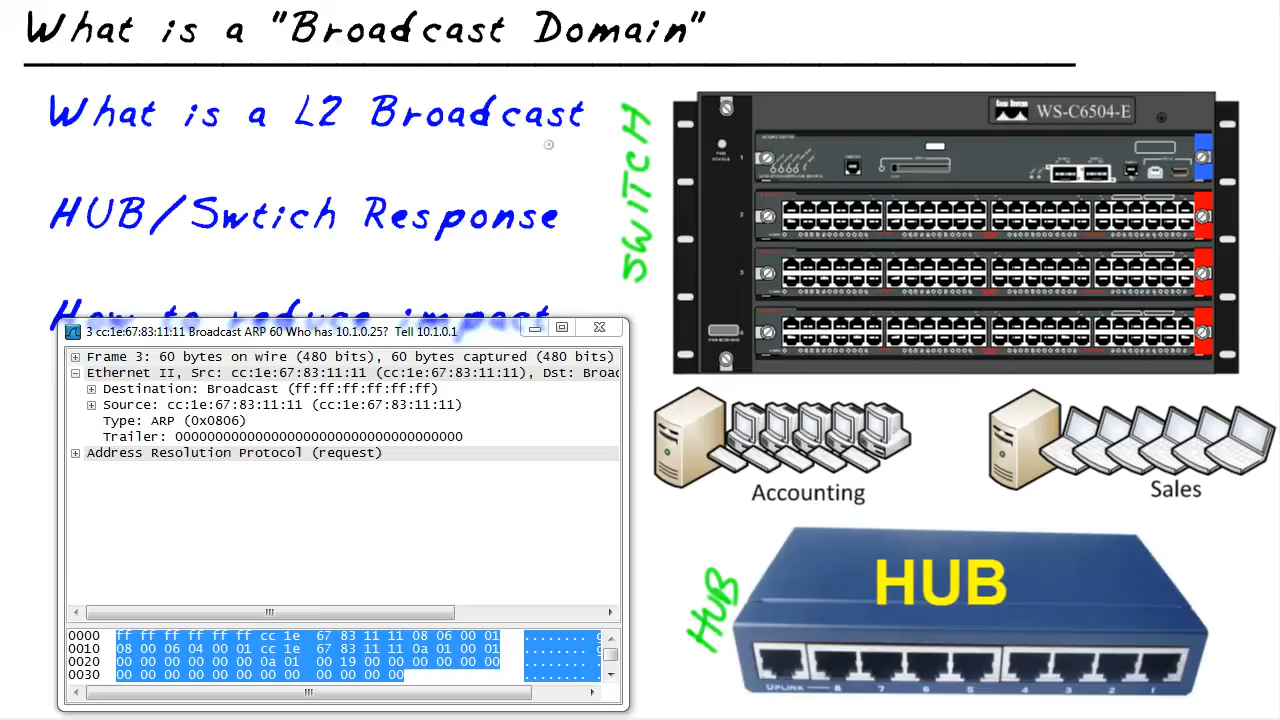 What is a "Broadcast Domain"
What is a L2 Broadcast
HUB/Swtich Response
How to reduce impact
SWITCH
WS-C6504-E
1
2
3
4
Accounting
Sales
HUB
HUB
UPLINK 8 7 6 5 4 3 2 1
3 cc:1e:67:83:11:11 Broadcast ARP 60 Who has 10.1.0.25? Tell 10.1.0.1
Frame 3: 60 bytes on wire (480 bits), 60 bytes captured (480 bits)
Ethernet II, Src: cc:1e:67:83:11:11 (cc:1e:67:83:11:11), Dst: Broad
Destination: Broadcast (ff:ff:ff:ff:ff:ff)
Source: cc:1e:67:83:11:11 (cc:1e:67:83:11:11)
Type: ARP (0x0806)
Trailer: 000000000000000000000000000000000000
Address Resolution Protocol (request)
0000 ff ff ff ff ff ff cc 1e 67 83 11 11 08 06 00 01 ........ g
0010 08 00 06 04 00 01 cc 1e 67 83 11 11 0a 01 00 01 ........ g
0020 00 00 00 00 00 00 0a 01 00 19 00 00 00 00 00 00 ........ .
0030 00 00 00 00 00 00 00 00 00 00 00 00 ........ .